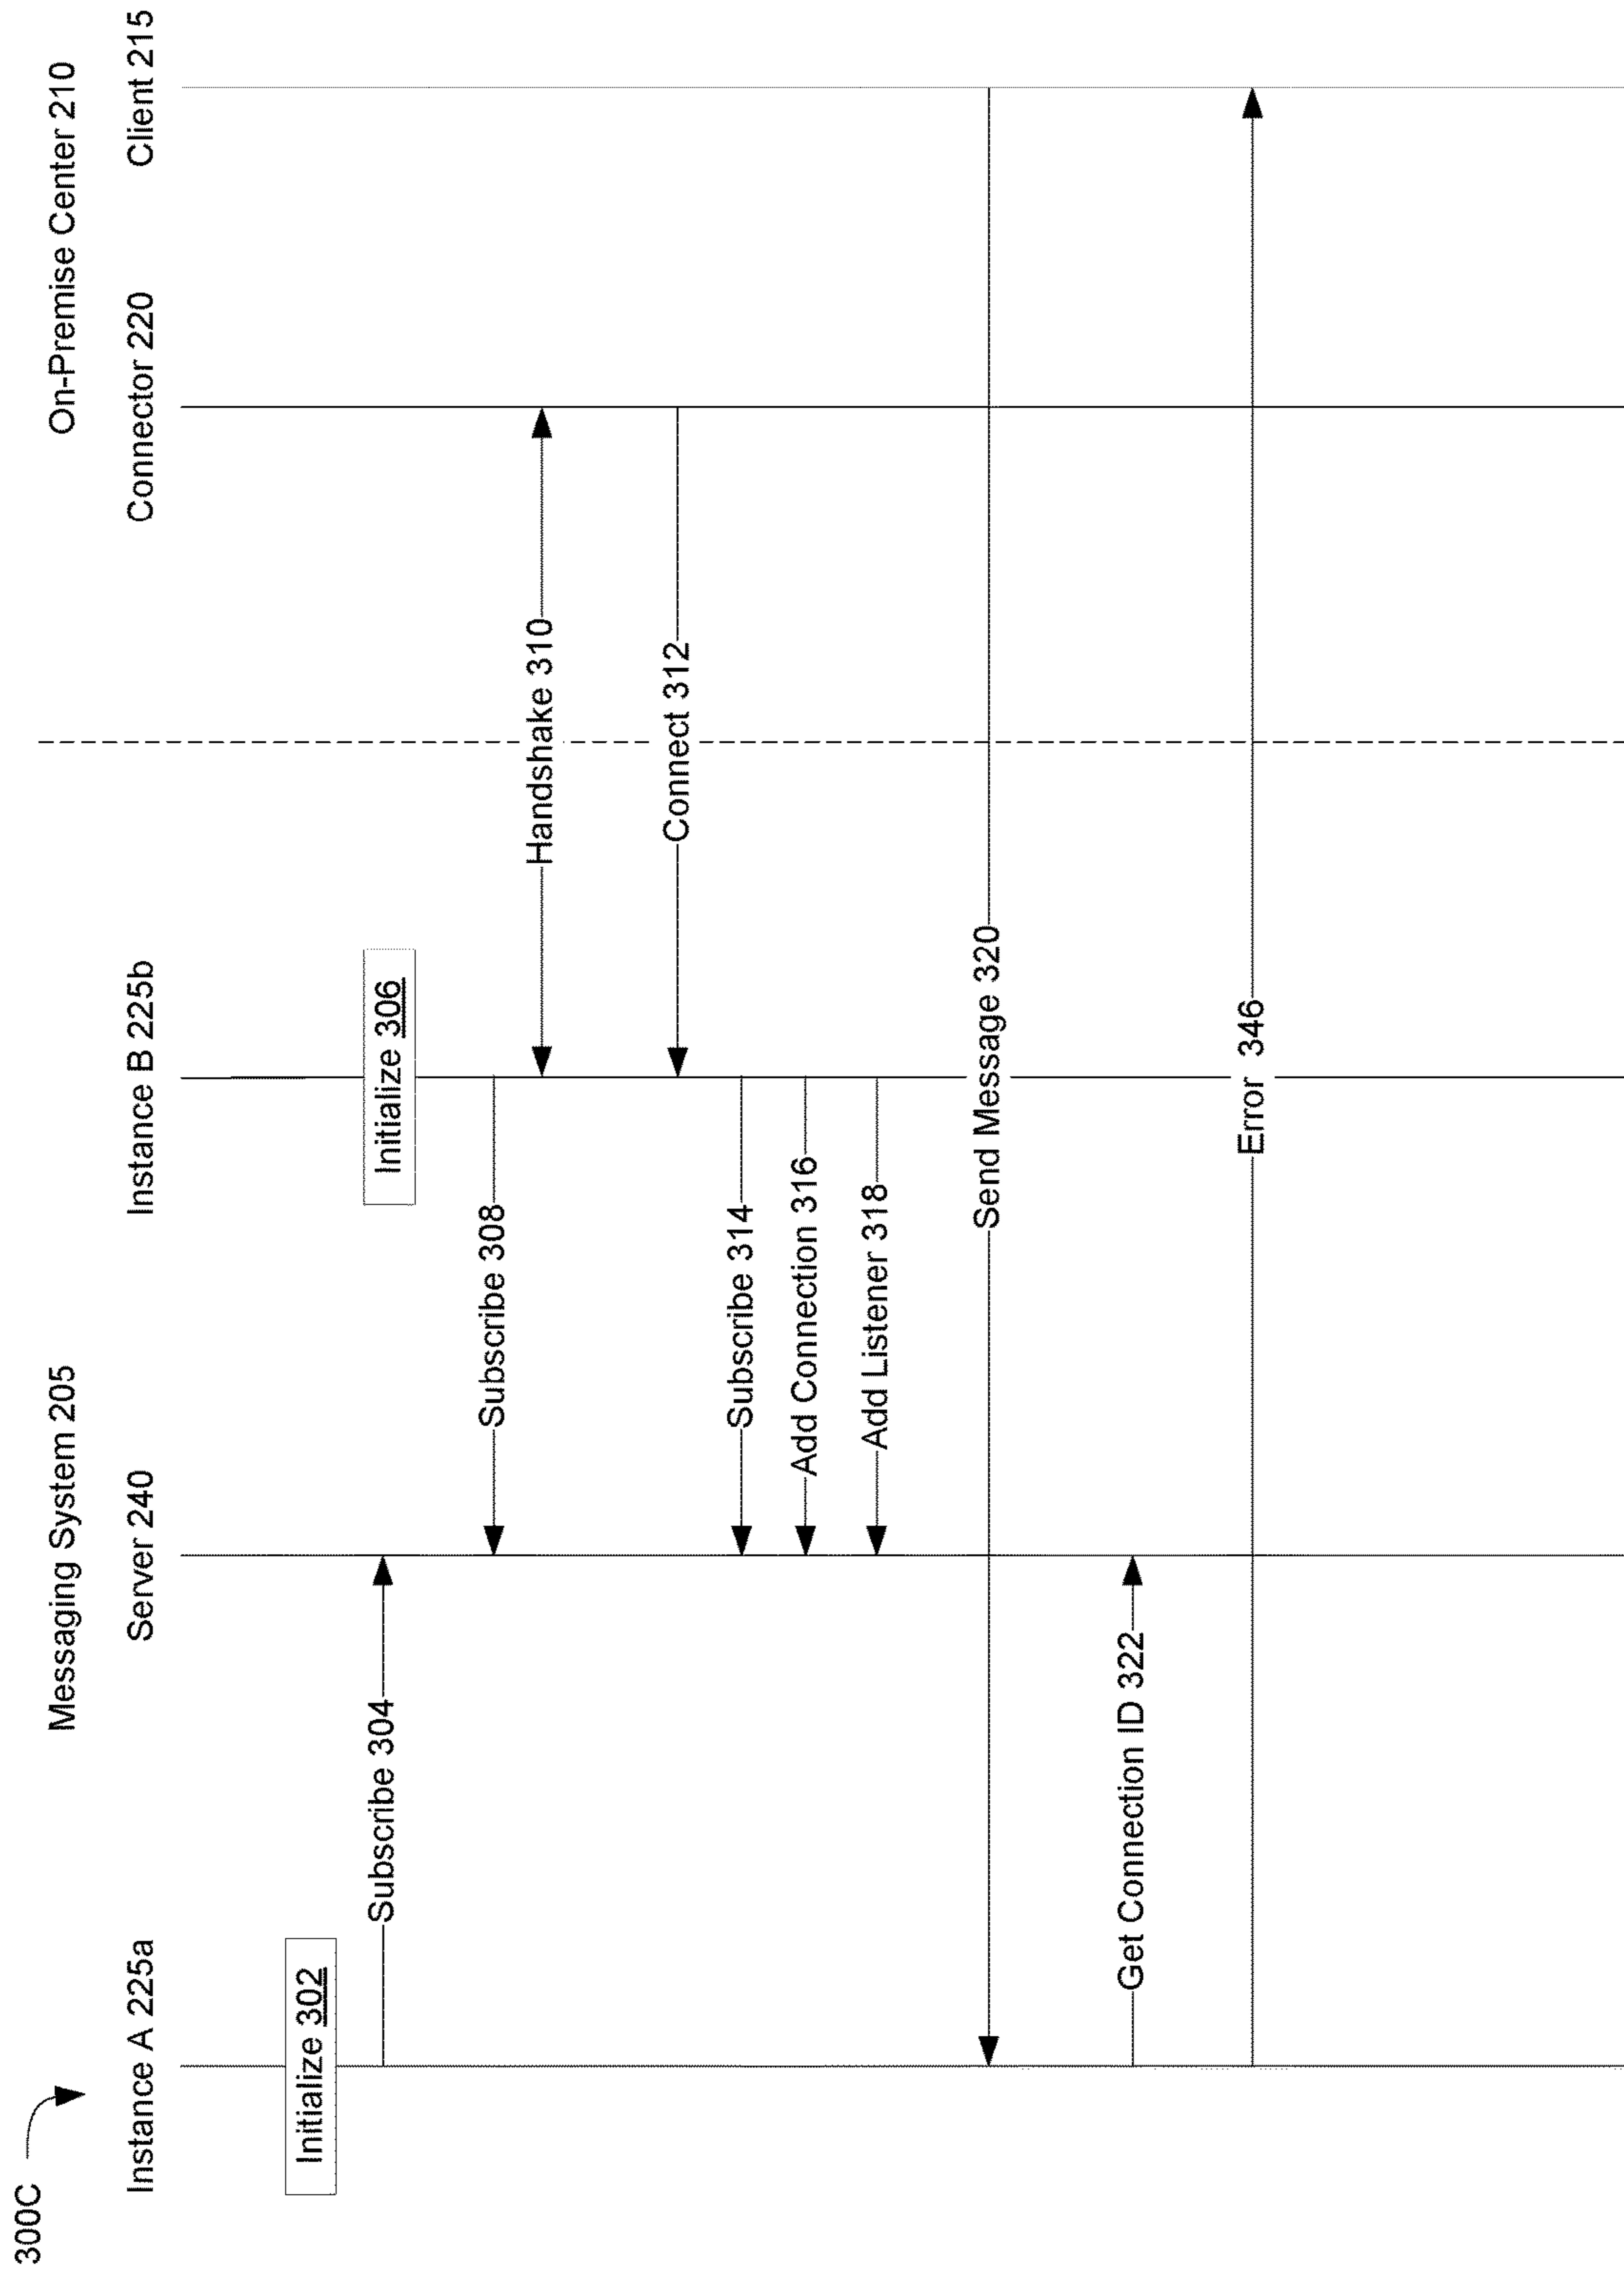 300C
Messaging System 205
On-Premise Center 210
Instance A 225a
Server 240
Instance B 225b
Connector 220
Client 215
Initialize 302
Initialize 306
Subscribe 304
Subscribe 308
Handshake 310
Connect 312
Subscribe 314
Add Connection 316
Add Listener 318
Send Message 320
Get Connection ID 322
Error 346